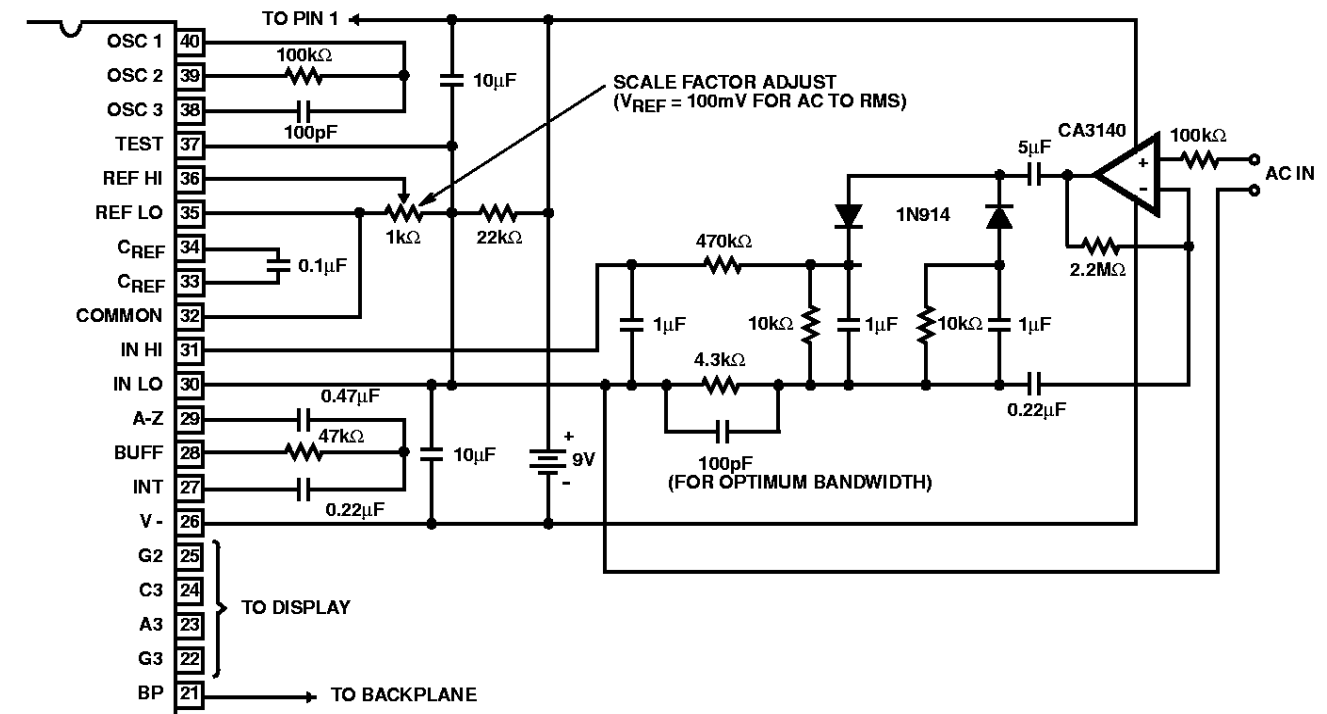 TO PIN 1
OSC 1 40
100kΩ
OSC 2 39
OSC 3 38
100pF
10μF
SCALE FACTOR ADJUST
(VREF = 100mV FOR AC TO RMS)
TEST 37
REF HI 36
REF LO 35
1kΩ
22kΩ
CREF 34
0.1μF
CREF 33
COMMON 32
IN HI 31
IN LO 30
0.47μF
A-Z 29
47kΩ
BUFF 28
INT 27
0.22μF
10μF
+
9V
-
V - 26
G2 25
C3 24
A3 23
G3 22
TO DISPLAY
BP 21
TO BACKPLANE
CA3140
100kΩ
+
-
AC IN
5μF
1N914
2.2MΩ
470kΩ
1μF
10kΩ
1μF
10kΩ
1μF
4.3kΩ
0.22μF
100pF
(FOR OPTIMUM BANDWIDTH)